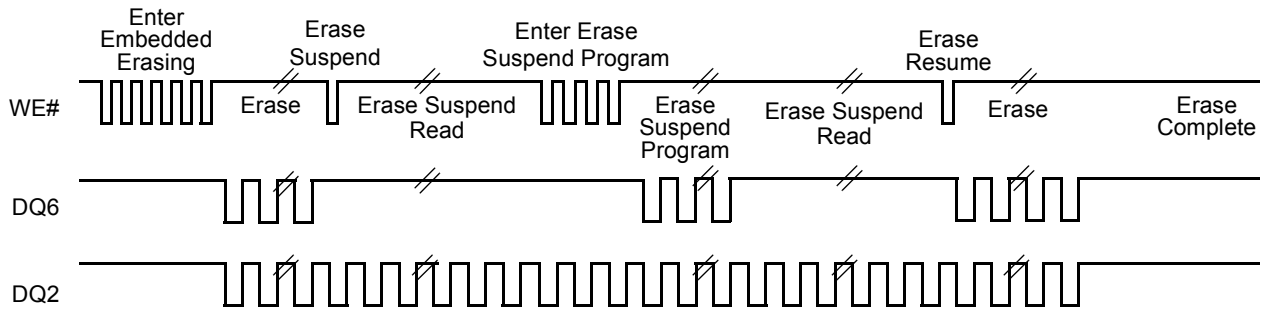 Enter
Embedded
Erasing
Erase
Suspend
Enter Erase
Suspend Program
Erase
Resume
WE#
Erase
Erase Suspend
Read
Erase
Suspend
Program
Erase Suspend
Read
Erase
Erase
Complete
DQ6
DQ2